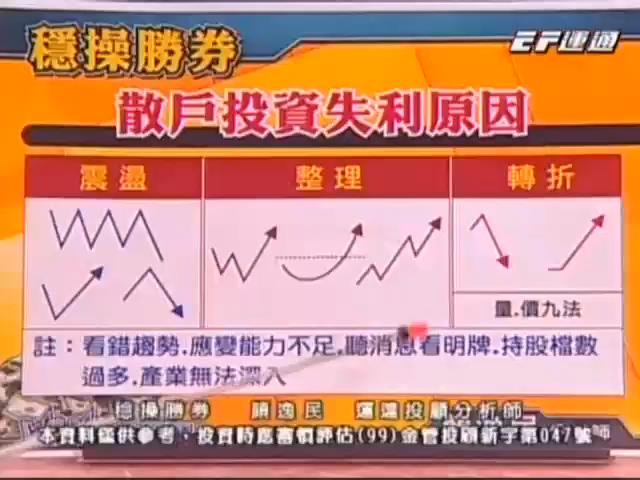 穩操勝券
EF運通
散戶投資失利原因
震盪 整理 轉折
量.價九法
註：看錯趨勢.應變能力不足.聽消息看明牌.持股檔數
過多.產業無法深入
穩操勝券 顧逸民 運通投顧分析師
本資料僅供參考，投資時應審慎評估(99)金管投顧新字第047號
師